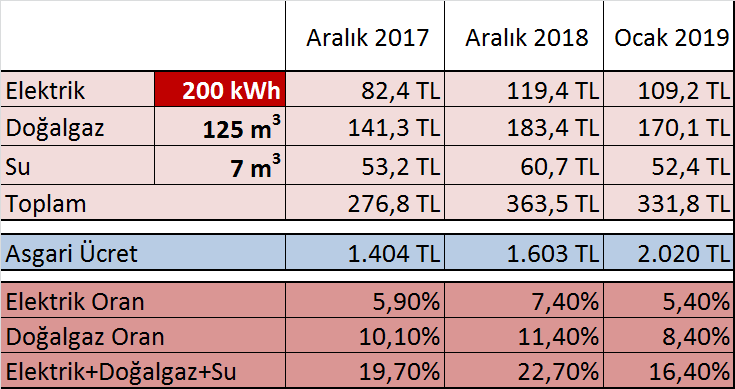 Aralık 2017 Aralık 2018 Ocak 2019
Elektrik 200 kWh 82,4 TL 119,4 TL 109,2 TL
Doğalgaz 125 m³ 141,3 TL 183,4 TL 170,1 TL
Su 7 m³ 53,2 TL 60,7 TL 52,4 TL
Toplam 276,8 TL 363,5 TL 331,8 TL
Asgari Ücret 1.404 TL 1.603 TL 2.020 TL
Elektrik Oran 5,90% 7,40% 5,40%
Doğalgaz Oran 10,10% 11,40% 8,40%
Elektrik+Doğalgaz+Su 19,70% 22,70% 16,40%